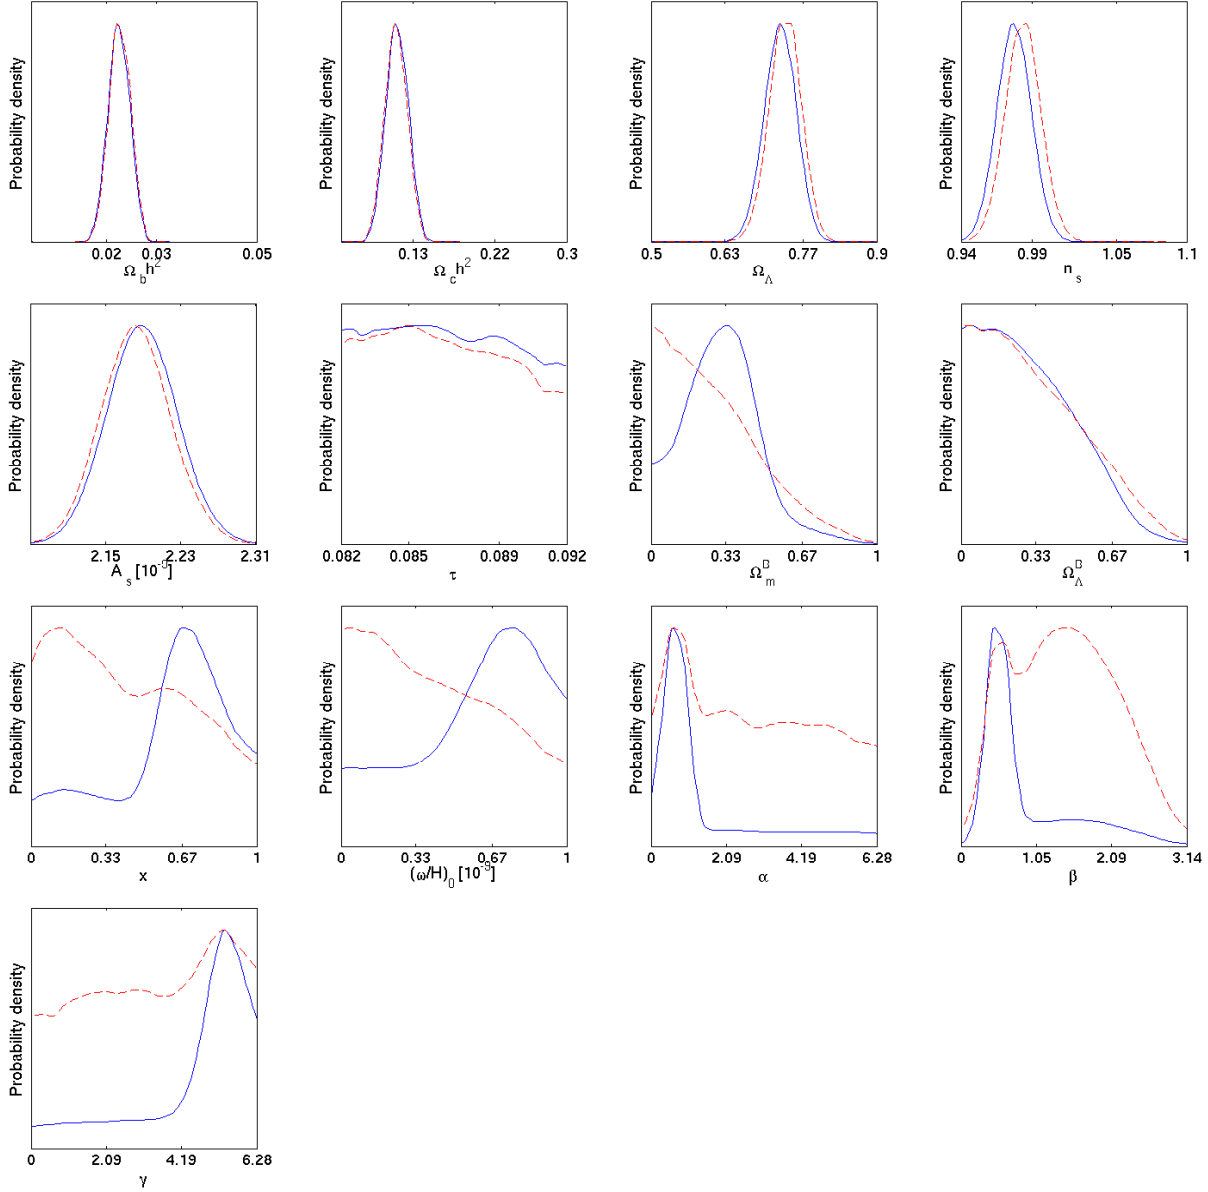 Probability density
0.02 0.03 0.05
Ω_b h²
Probability density
0.13 0.22 0.3
Ω_c h²
Probability density
0.5 0.63 0.77 0.9
Ω_Λ
Probability density
0.94 0.99 1.05 1.1
n_s
Probability density
2.15 2.23 2.31
A_s [10⁻⁹]
Probability density
0.082 0.085 0.089 0.092
τ
Probability density
0 0.33 0.67 1
Ω_m^B
Probability density
0 0.33 0.67 1
Ω_Λ^B
Probability density
0 0.33 0.67 1
x
Probability density
0 0.33 0.67 1
(ω/H)_0 [10⁻⁹]
Probability density
0 2.09 4.19 6.28
α
Probability density
0 1.05 2.09 3.14
β
Probability density
0 2.09 4.19 6.28
γ